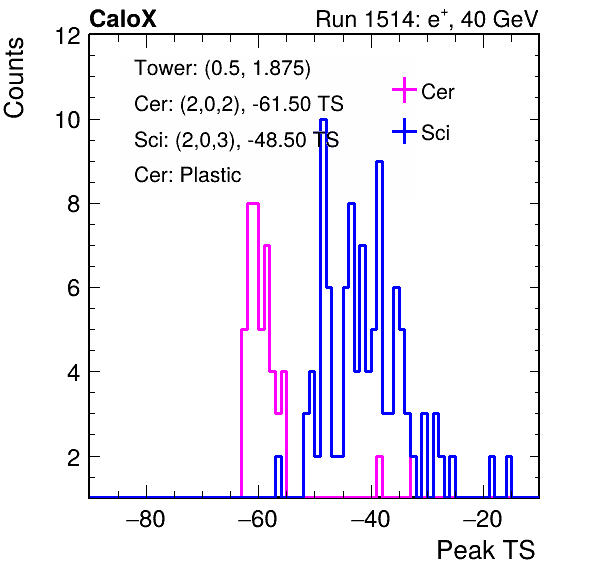 CaloX Run 1514: e⁺, 40 GeV
Counts
12
Tower: (0.5, 1.875)
Cer: (2,0,2), -61.50 TS
Cer
10
Sci: (2,0,3), -48.50 TS
Sci
Cer: Plastic
8
6
4
2
−80 −60 −40 −20
Peak TS